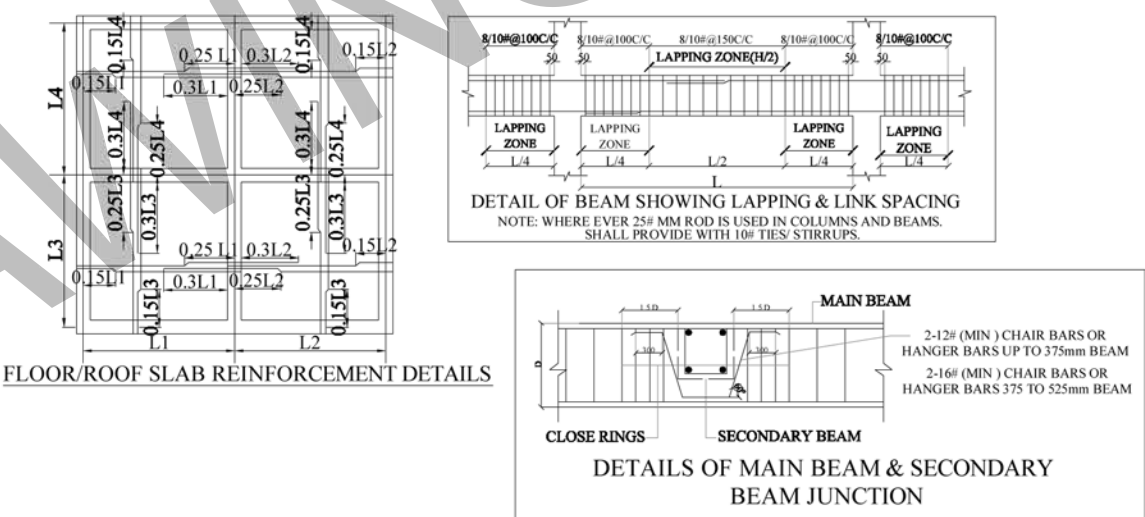 0.15L4
0.25 L1
0.3L2
0.15L4
0.15L2
0.15L1
0.3L1
0.25L2
L4
0.3L4
0.25L4
0.3L4
0.25L4
0.25L3
0.3L3
0.25L3
0.3L3
L3
0.25 L1
0.3L2
0.15L2
0.15L1
0.3L1
0.25L2
0.15L3
0.15L3
L1
L2
FLOOR/ROOF SLAB REINFORCEMENT DETAILS
8/10#@100C/C
8/10#@100C/C
8/10#@150C/C
8/10#@100C/C
8/10#@100C/C
50
50
LAPPING ZONE(H/2)
50
50
LAPPING
ZONE
LAPPING
ZONE
LAPPING
ZONE
LAPPING
ZONE
L/4
L/4
L/2
L/4
L/4
L
DETAIL OF BEAM SHOWING LAPPING & LINK SPACING
NOTE: WHERE EVER 25# MM ROD IS USED IN COLUMNS AND BEAMS.
SHALL PROVIDE WITH 10# TIES/ STIRRUPS.
1.5 D
1.5 D
MAIN BEAM
300
300
D
2-12# (MIN ) CHAIR BARS OR
HANGER BARS UP TO 375mm BEAM
2-16# (MIN ) CHAIR BARS OR
HANGER BARS 375 TO 525mm BEAM
CLOSE RINGS
SECONDARY BEAM
DETAILS OF MAIN BEAM & SECONDARY
BEAM JUNCTION